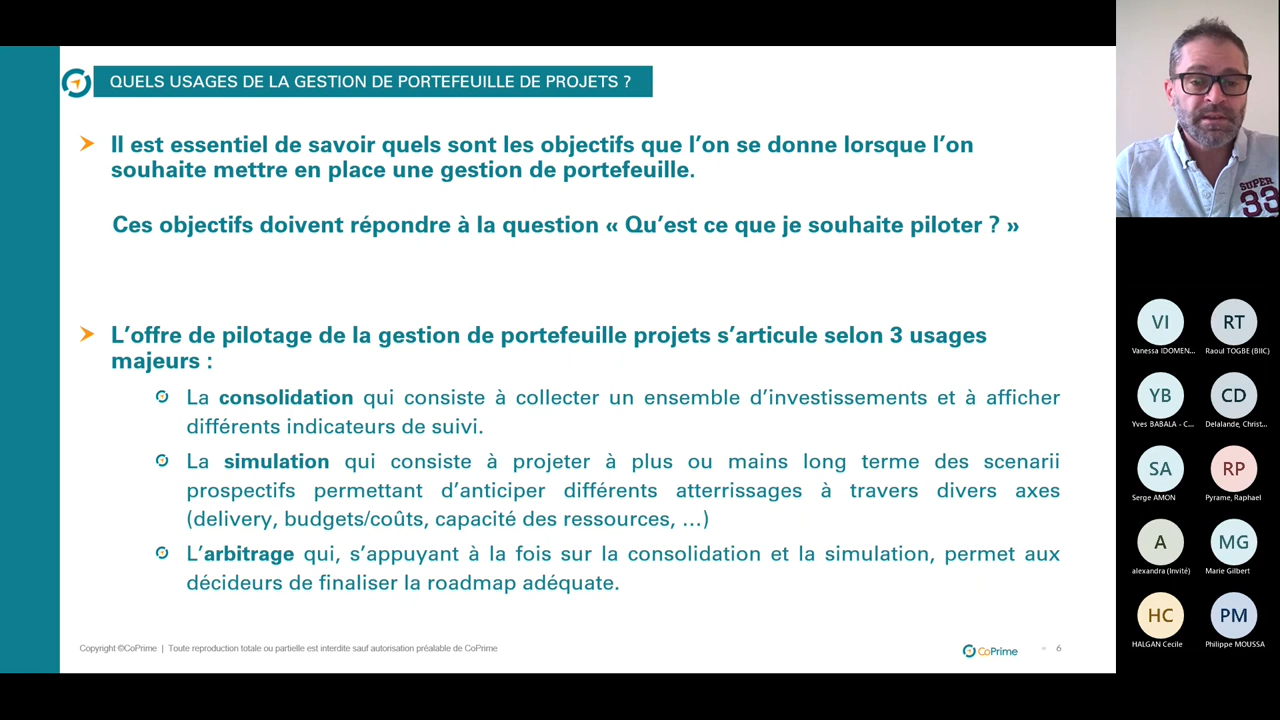 QUELS USAGES DE LA GESTION DE PORTEFEUILLE DE PROJETS ?
Il est essentiel de savoir quels sont les objectifs que l’on se donne lorsque l’on
souhaite mettre en place une gestion de portefeuille.
Ces objectifs doivent répondre à la question « Qu’est ce que je souhaite piloter ? »
L’offre de pilotage de la gestion de portefeuille projets s’articule selon 3 usages
majeurs :
La consolidation qui consiste à collecter un ensemble d’investissements et à afficher
différents indicateurs de suivi.
La simulation qui consiste à projeter à plus ou mains long terme des scenarii
prospectifs permettant d’anticiper différents atterrissages à travers divers axes
(delivery, budgets/coûts, capacité des ressources, …)
L’arbitrage qui, s’appuyant à la fois sur la consolidation et la simulation, permet aux
décideurs de finaliser la roadmap adéquate.
Copyright ©CoPrime | Toute reproduction totale ou partielle est interdite sauf autorisation préalable de CoPrime
CoPrime
6
SUPER
33
VI
RT
Vanessa IDOMEN...
Raoul TOGBE (BIIC)
YB
CD
Yves BABALA - C...
Delalande, Christ...
SA
RP
Serge AMON
Pyrame, Raphael
A
MG
alexandra (Invité)
Marie Gilbert
HC
PM
HALGAN Cecile
Philippe MOUSSA